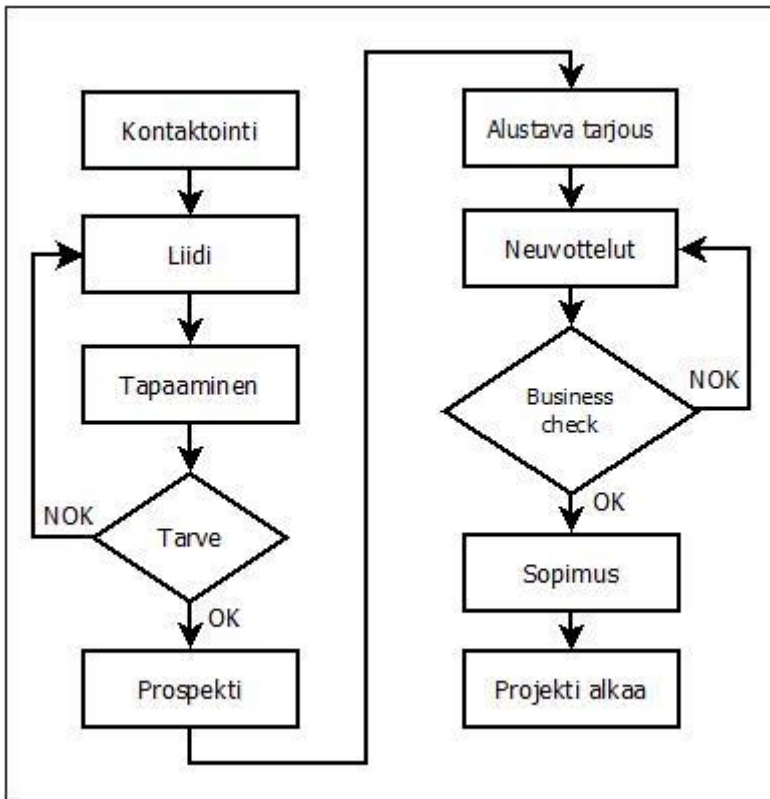 Kontaktointi
Liidi
Tapaaminen
NOK
Tarve
OK
Prospekti
Alustava tarjous
Neuvottelut
NOK
Business
check
OK
Sopimus
Projekti alkaa